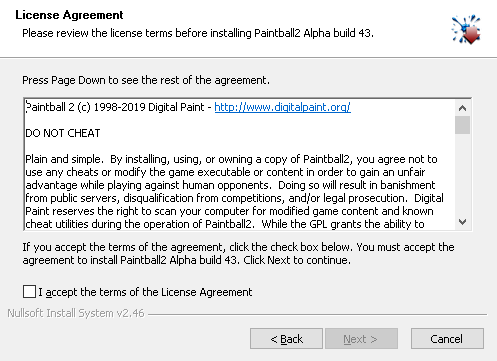 License Agreement
Please review the license terms before installing Paintball2 Alpha build 43.
Press Page Down to see the rest of the agreement.
Paintball 2 (c) 1998-2019 Digital Paint - http://www.digitalpaint.org/
DO NOT CHEAT
Plain and simple.  By installing, using, or owning a copy of Paintball2, you agree not to
use any cheats or modify the game executable or content in order to gain an unfair
advantage while playing against human opponents.  Doing so will result in banishment
from public servers, disqualification from competitions, and/or legal prosecution.  Digital
Paint reserves the right to scan your computer for modified game content and known
cheat utilities during the operation of Paintball2.  While the GPL grants the ability to
If you accept the terms of the agreement, click the check box below. You must accept the
agreement to install Paintball2 Alpha build 43. Click Next to continue.
I accept the terms of the License Agreement
Nullsoft Install System v2.46
< Back
Next >
Cancel